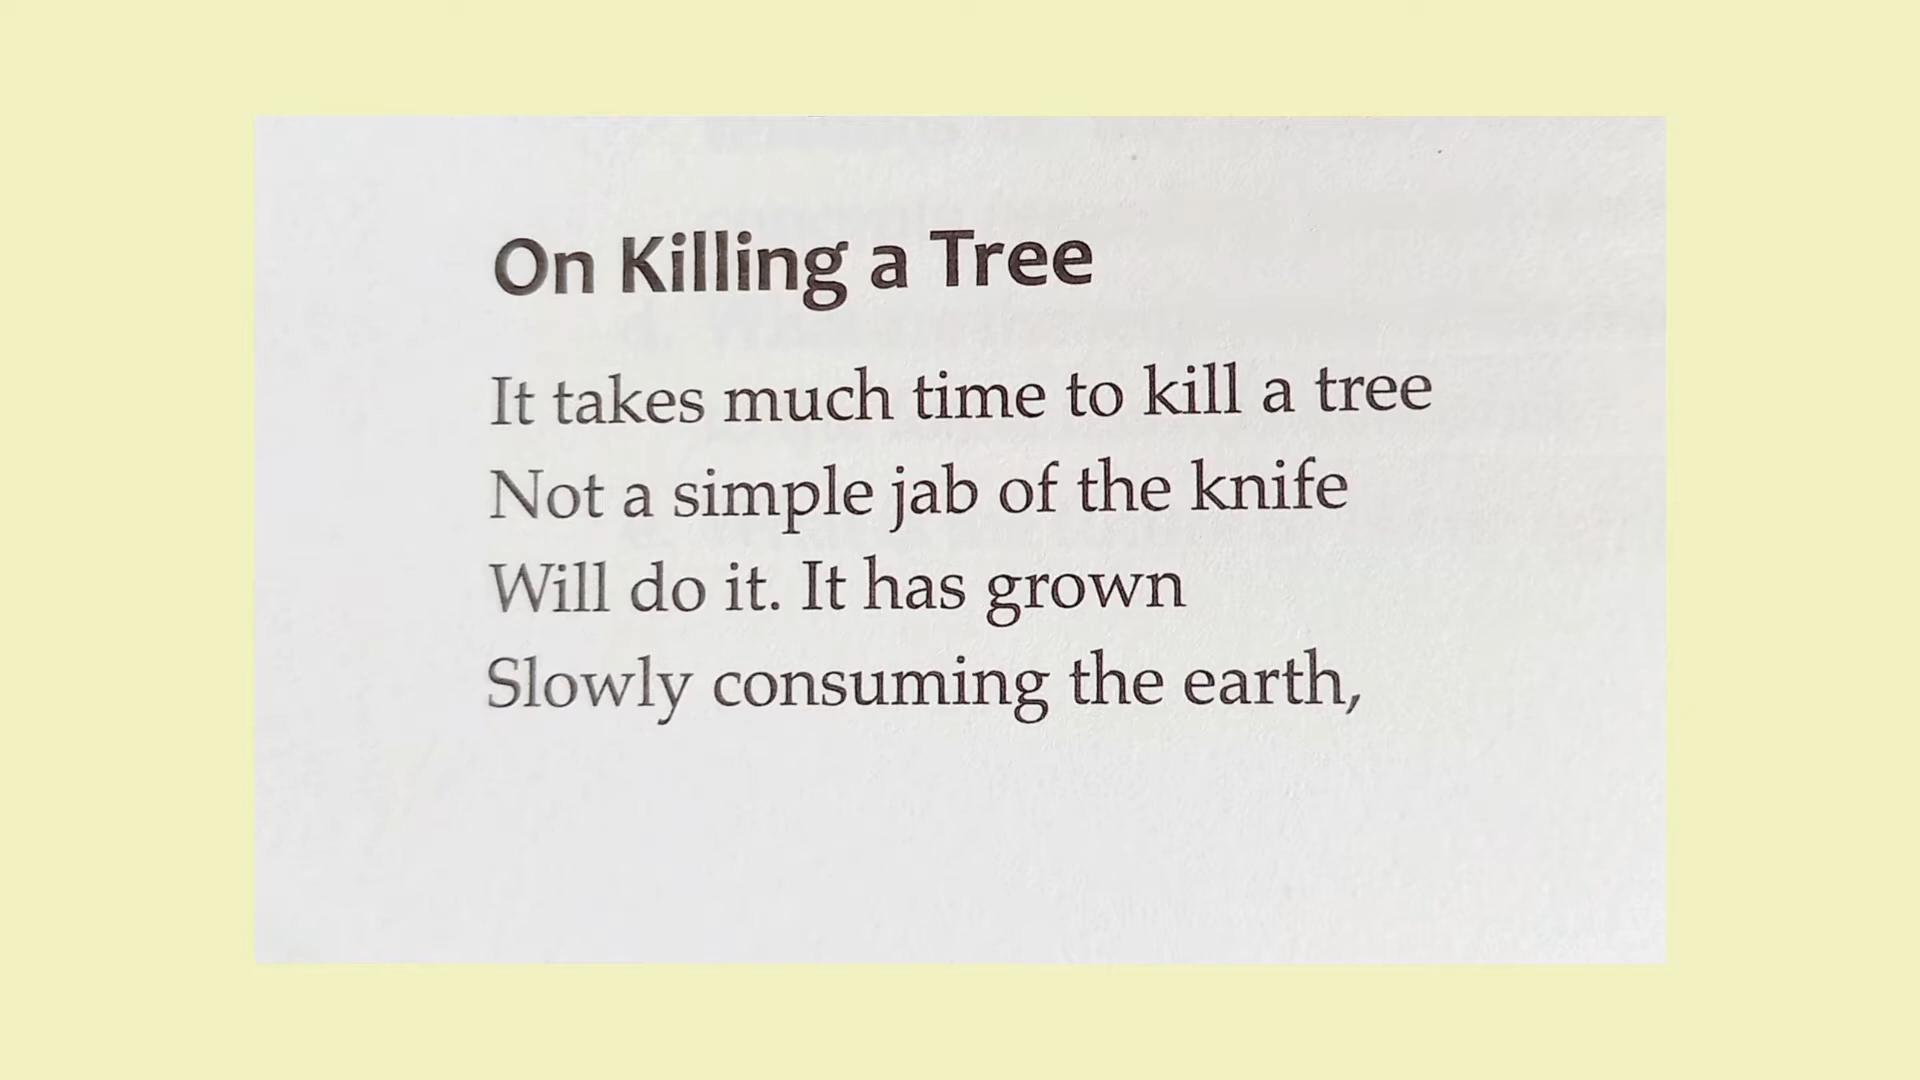 On Killing a Tree
It takes much time to kill a tree
Not a simple jab of the knife
Will do it. It has grown
Slowly consuming the earth,